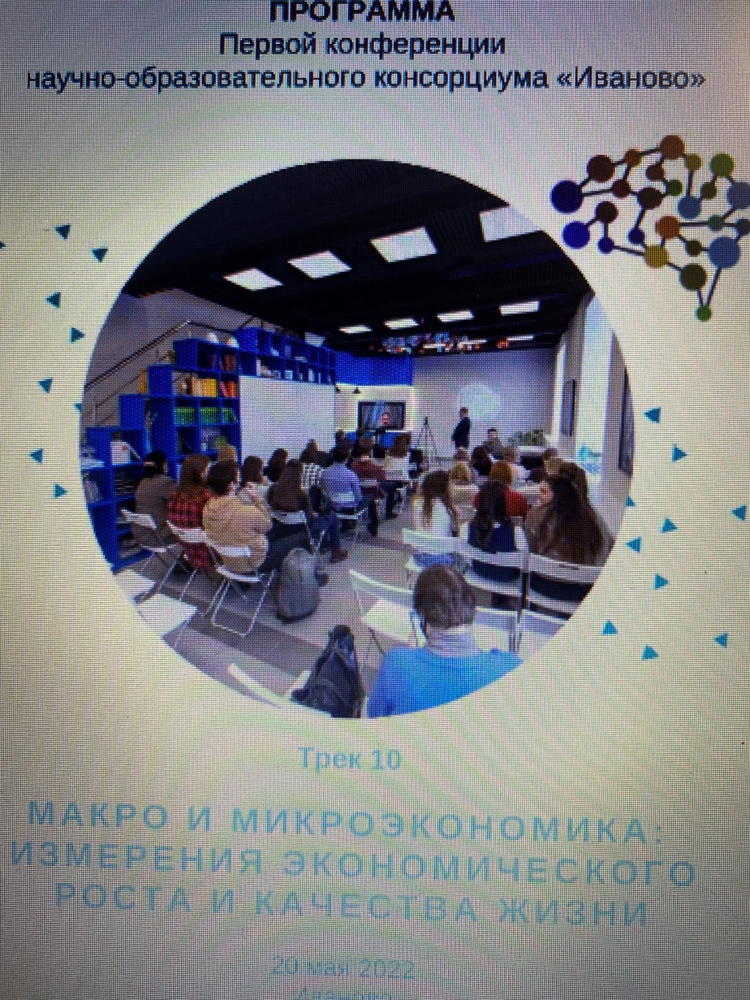 ПРОГРАММА
Первой конференции
научно-образовательного консорциума «Иваново»
Трек 10
МАКРО И МИКРОЭКОНОМИКА:
ИЗМЕРЕНИЯ ЭКОНОМИЧЕСКОГО
РОСТА И КАЧЕСТВА ЖИЗНИ
20 мая 2022
Иваново